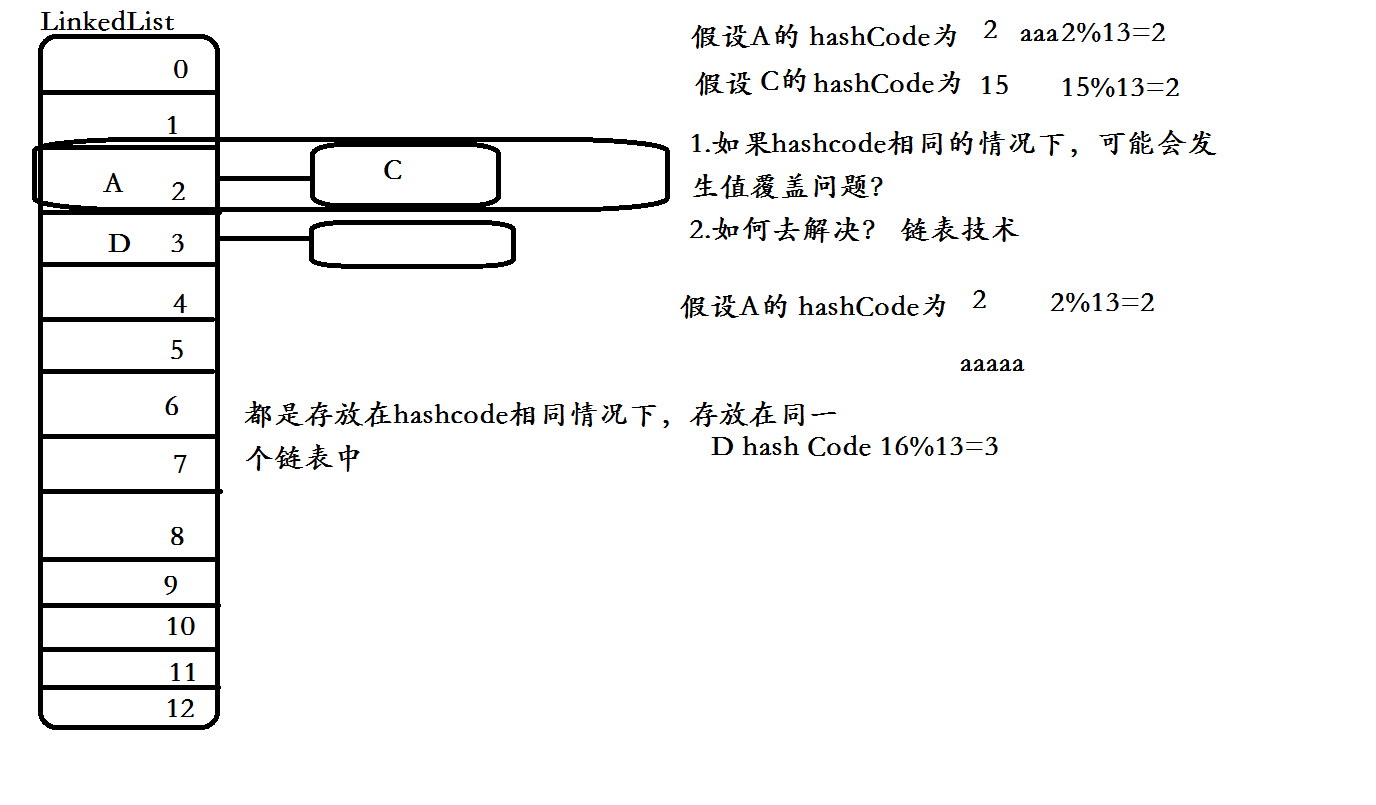 LinkedList
0
1
A 2
C
D 3
4
5
6
7
8
9
10
11
12
假设A的 hashCode为 2 aaa2%13=2
假设 C的 hashCode为 15 15%13=2
1.如果hashcode相同的情况下，可能会发
生值覆盖问题？
2.如何去解决？ 链表技术
假设A的 hashCode为 2 2%13=2
aaaaa
都是存放在hashcode相同情况下，存放在同一
个链表中
D hash Code 16%13=3